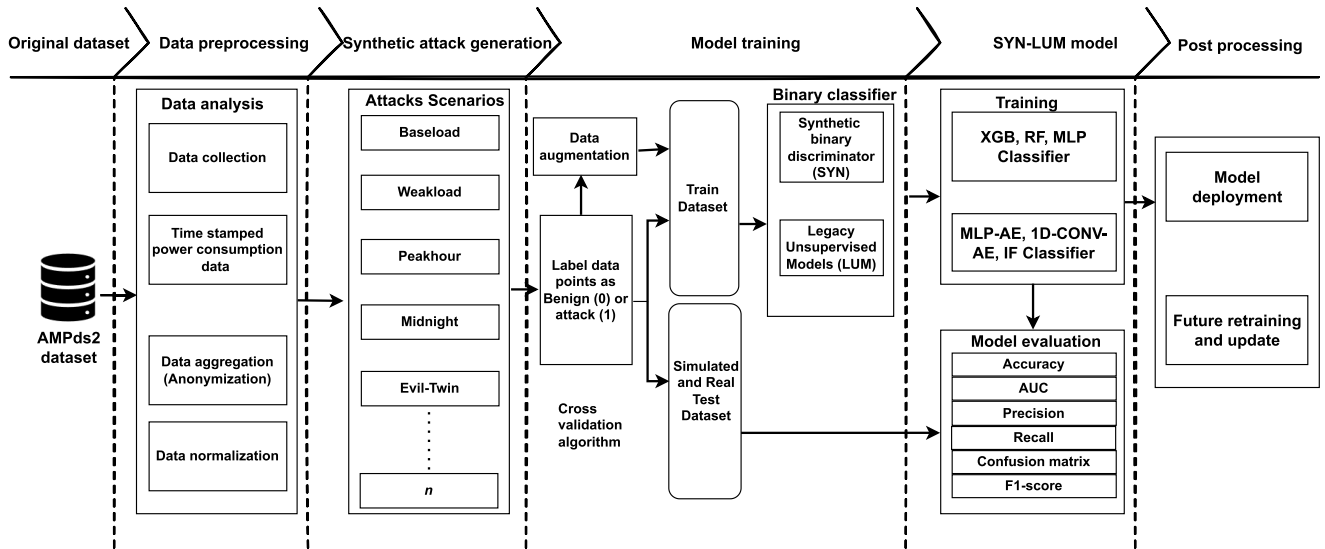 Original dataset
Data preprocessing
Synthetic attack generation
Model training
SYN-LUM model
Post processing
AMPds2
dataset
Data analysis
Data collection
Time stamped
power consumption
data
Data aggregation
(Anonymization)
Data normalization
Attacks Scenarios
Baseload
Weakload
Peakhour
Midnight
Evil-Twin
n
Data
augmentation
Label data
points as
Benign (0) or
attack (1)
Cross
validation
algorithm
Train
Dataset
Simulated
and Real
Test
Dataset
Binary classifier
Synthetic
binary
discriminator
(SYN)
Legacy
Unsupervised
Models (LUM)
Training
XGB, RF, MLP
Classifier
MLP-AE, 1D-CONV-
AE, IF Classifier
Model evaluation
Accuracy
AUC
Precision
Recall
Confusion matrix
F1-score
Model
deployment
Future retraining
and update